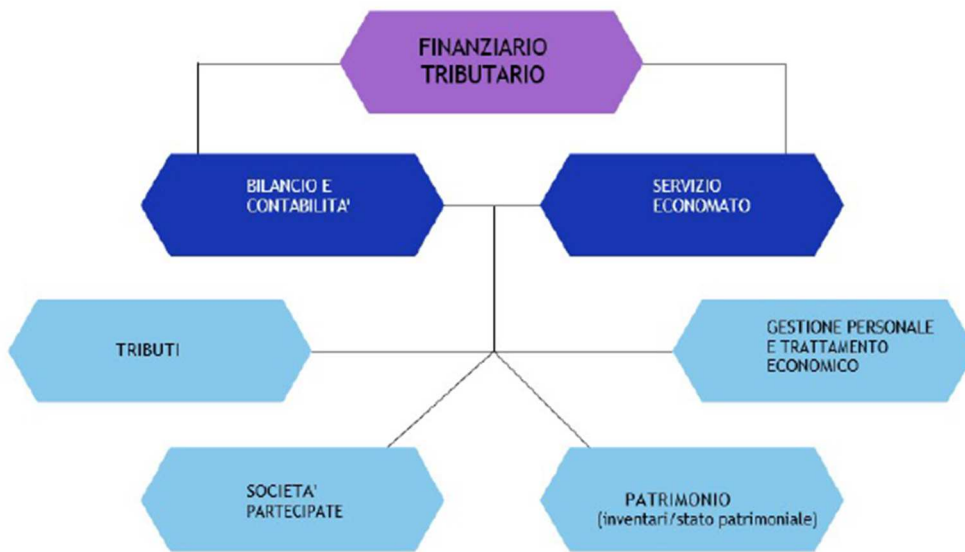 FINANZIARIO
TRIBUTARIO
BILANCIO E
CONTABILITA'
SERVIZIO
ECONOMATO
TRIBUTI
GESTIONE PERSONALE
E TRATTAMENTO
ECONOMICO
SOCIETA'
PARTECIPATE
PATRIMONIO
(inventari/stato patrimoniale)